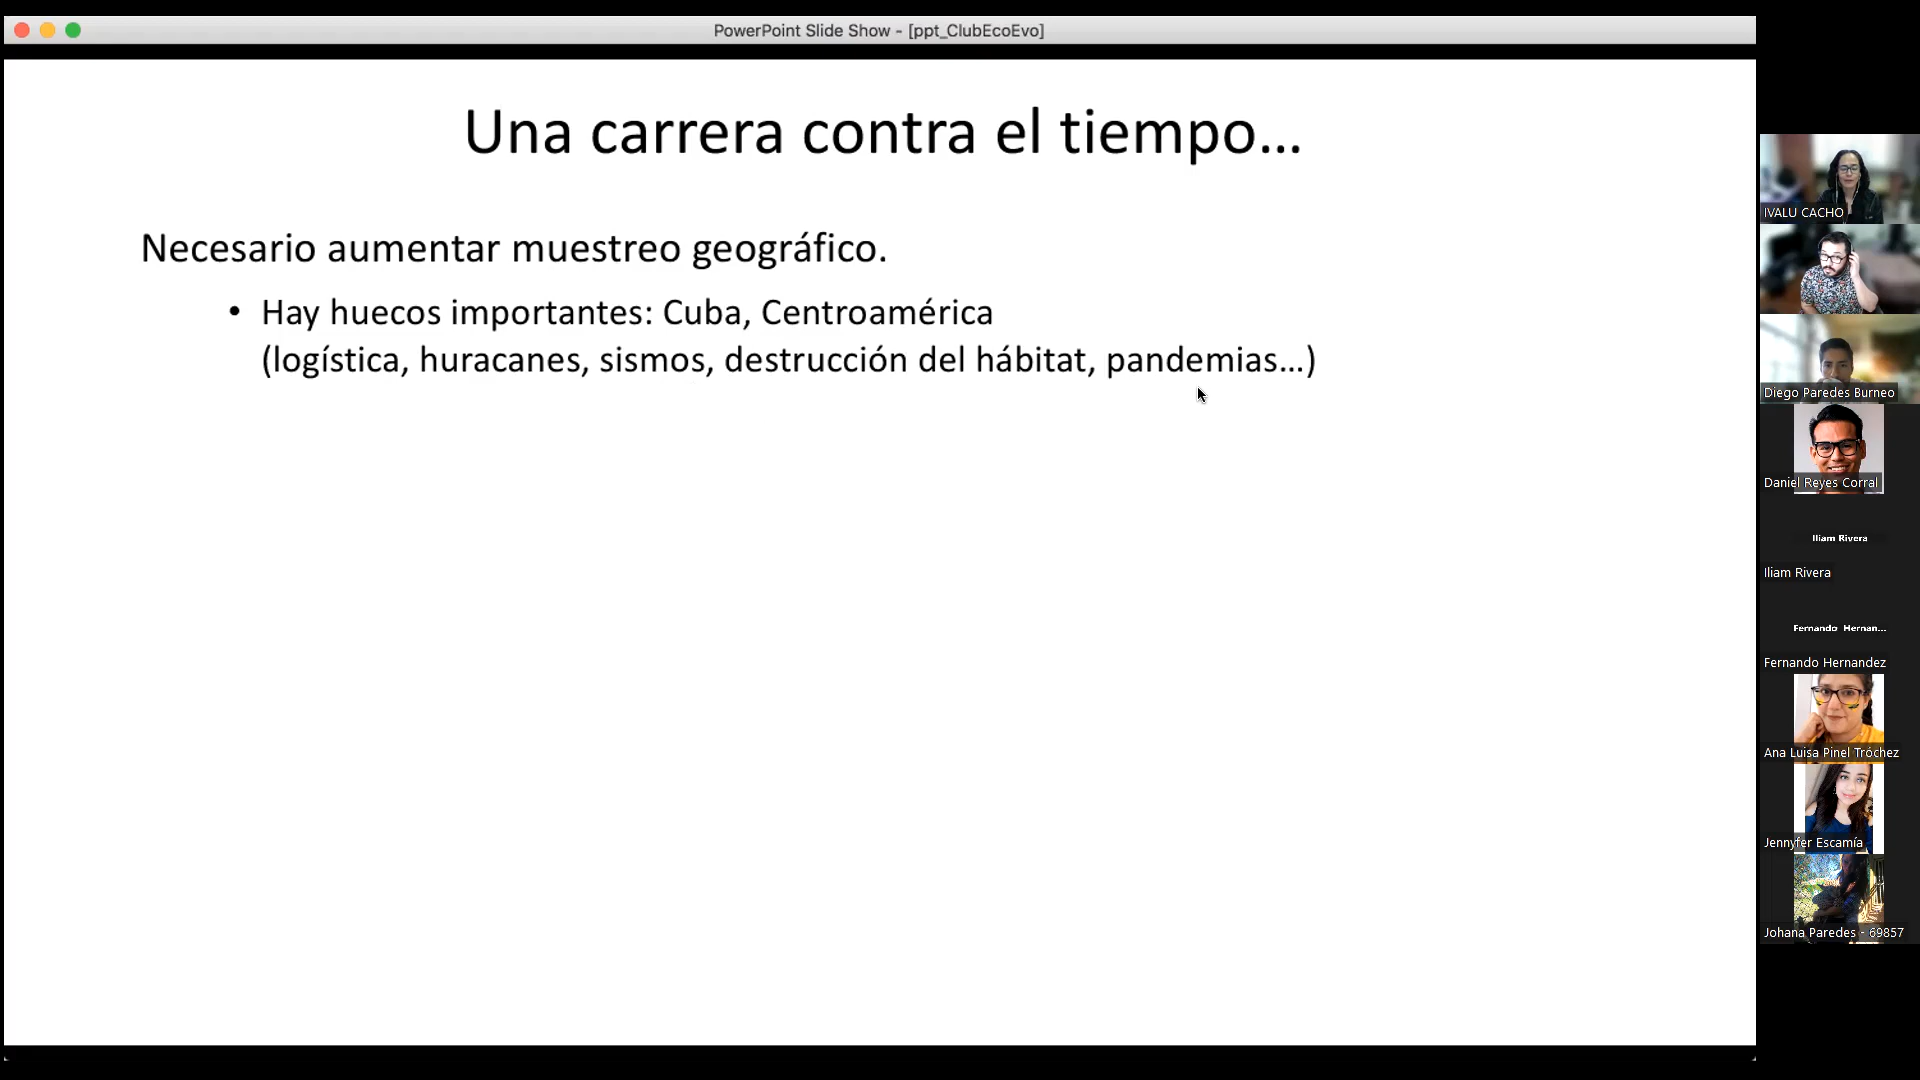 PowerPoint Slide Show - [ppt_ClubEcoEvo]
Una carrera contra el tiempo...
Necesario aumentar muestreo geográfico.
• Hay huecos importantes: Cuba, Centroamérica
(logística, huracanes, sismos, destrucción del hábitat, pandemias...)
IVALU CACHO
Diego Paredes Burneo
Daniel Reyes Corral
Iliam Rivera
Iliam Rivera
Fernando Hernan...
Fernando Hernandez
Ana Luisa Pinel Tróchez
Jennyfer Escamía
Johana Paredes - 69857